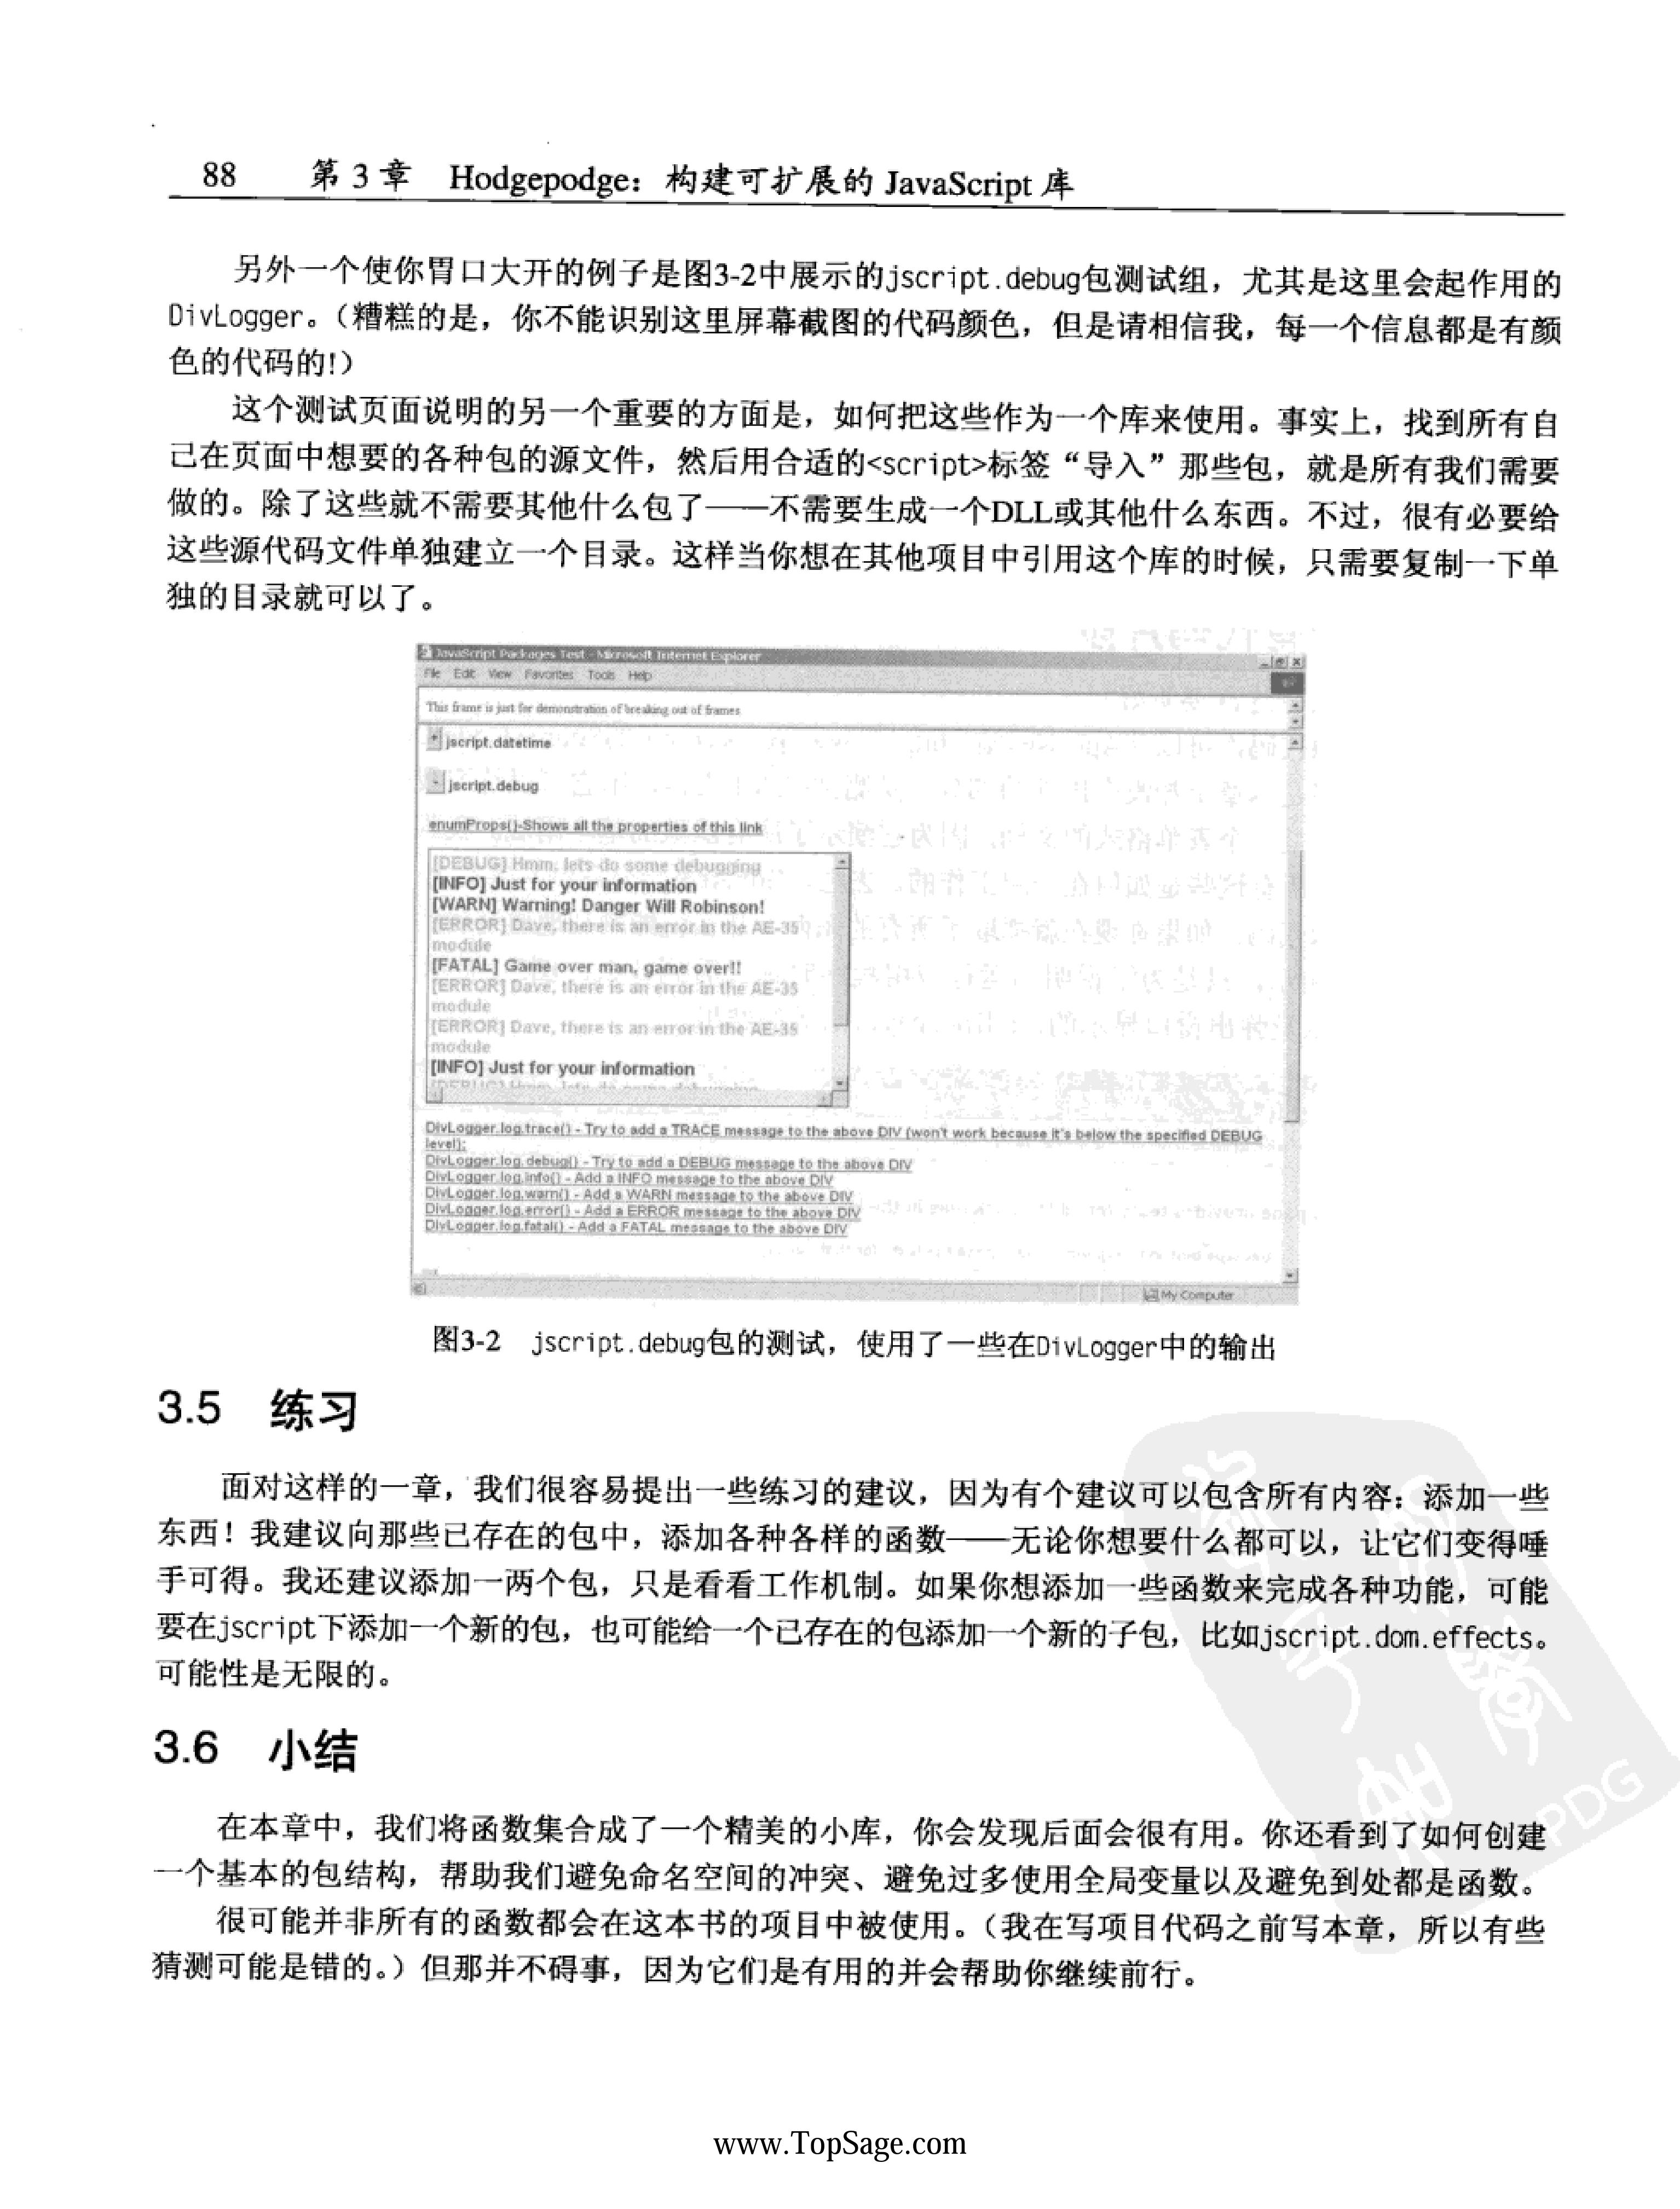 88 第 3 章 Hodgepodge：构建可扩展的 JavaScript 库
另外一个使你胃口大开的例子是图3-2中展示的jscript.debug包测试组，尤其是这里会起作用的
DivLogger。（糟糕的是，你不能识别这里屏幕截图的代码颜色，但是请相信我，每一个信息都是有颜
色的代码的!）
这个测试页面说明的另一个重要的方面是，如何把这些作为一个库来使用。事实上，找到所有自
己在页面中想要的各种包的源文件，然后用合适的<script>标签“导入”那些包，就是所有我们需要
做的。除了这些就不需要其他什么包了——不需要生成一个DLL或其他什么东西。不过，很有必要给
这些源代码文件单独建立一个目录。这样当你想在其他项目中引用这个库的时候，只需要复制一下单
独的目录就可以了。
JavaScript Packages Test - Microsoft Internet Explorer
File Edit View Favorites Tools Help
This frame is just for demonstration of breaking out of frames
+ jscript.datetime
- jscript.debug
enumProps()-Shows all the properties of this link
[DEBUG] Hmm, lets do some debugging
[INFO] Just for your information
[WARN] Warning! Danger Will Robinson!
[ERROR] Dave, there is an error in the AE-35
module
[FATAL] Game over man, game over!!
[ERROR] Dave, there is an error in the AE-35
module
[ERROR] Dave, there is an error in the AE-35
module
[INFO] Just for your information
[DEBUG] Hmm, lets do some debugging
DivLogger.log.trace() - Try to add a TRACE message to the above DIV (won't work because it's below the specified DEBUG
level);
DivLogger.log.debug() - Try to add a DEBUG message to the above DIV
DivLogger.log.info() - Add a INFO message to the above DIV
DivLogger.log.warn() - Add a WARN message to the above DIV
DivLogger.log.error() - Add a ERROR message to the above DIV
DivLogger.log.fatal() - Add a FATAL message to the above DIV
My Computer
图3-2 jscript.debug包的测试，使用了一些在DivLogger中的输出
3.5 练习
面对这样的一章，我们很容易提出一些练习的建议，因为有个建议可以包含所有内容：添加一些
东西！我建议向那些已存在的包中，添加各种各样的函数——无论你想要什么都可以，让它们变得唾
手可得。我还建议添加一两个包，只是看看工作机制。如果你想添加一些函数来完成各种功能，可能
要在jscript下添加一个新的包，也可能给一个已存在的包添加一个新的子包，比如jscript.dom.effects。
可能性是无限的。
3.6 小结
在本章中，我们将函数集合成了一个精美的小库，你会发现后面会很有用。你还看到了如何创建
一个基本的包结构，帮助我们避免命名空间的冲突、避免过多使用全局变量以及避免到处都是函数。
很可能并非所有的函数都会在这本书的项目中被使用。（我在写项目代码之前写本章，所以有些
猜测可能是错的。）但那并不碍事，因为它们是有用的并会帮助你继续前行。
PDG
www.TopSage.com